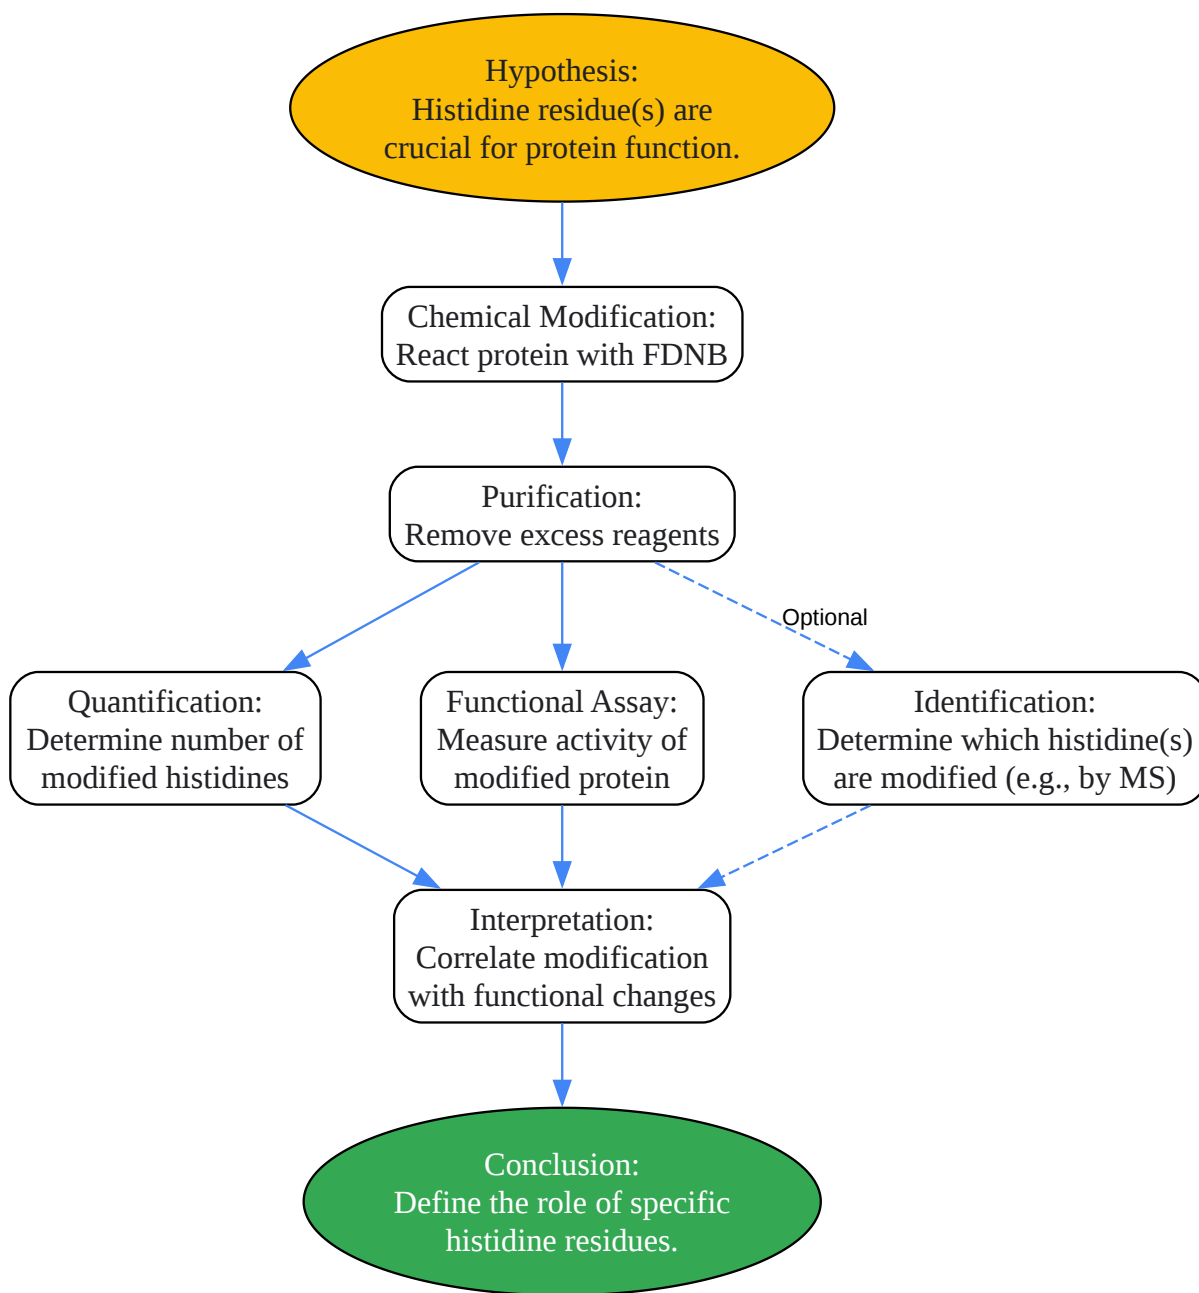 Hypothesis:
Histidine residue(s) are
crucial for protein function.
Chemical Modification:
React protein with FDNB
Purification:
Remove excess reagents
Optional
Quantification:
Determine number of
modified histidines
Functional Assay:
Measure activity of
modified protein
Identification:
Determine which histidine(s)
are modified (e.g., by MS)
Interpretation:
Correlate modification
with functional changes
Conclusion:
Define the role of specific
histidine residues.